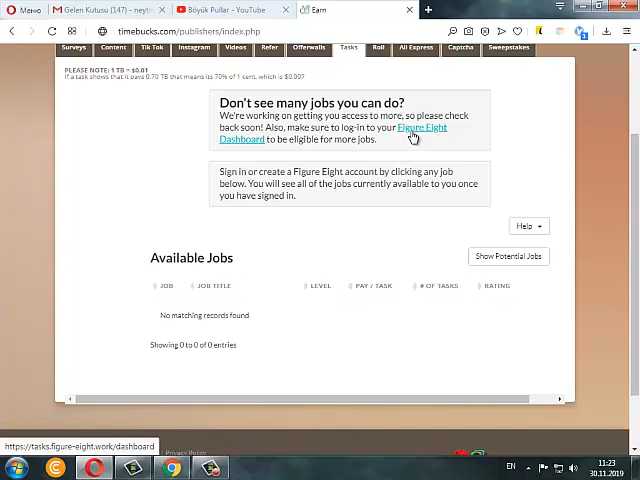 Меню
Gelen Kutusu (147) - neytim
Böyük Pullar - YouTube
Earn
timebucks.com/publishers/index.php
Surveys Content Tik Tok Instagram Videos Refer Offerwalls Tasks Roll All Express Captcha Sweepstakes
PLEASE NOTE: 1 TB = $0.01
If a task shows that it pays 0.70 TB that means its 70% of 1 cent, which is $0.007
Don't see many jobs you can do?
We're working on getting you access to more, so please check
back soon! Also, make sure to log-in to your Figure Eight
Dashboard to be eligible for more jobs.
Sign in or create a Figure Eight account by clicking any job
below. You will see all of the jobs currently available to you once
you have signed in.
Help
Available Jobs
Show Potential Jobs
JOB JOB TITLE LEVEL PAY / TASK # OF TASKS RATING
No matching records found
Showing 0 to 0 of 0 entries
https://tasks.figure-eight.work/dashboard
Privacy Policy
EN
11:23
30.11.2019